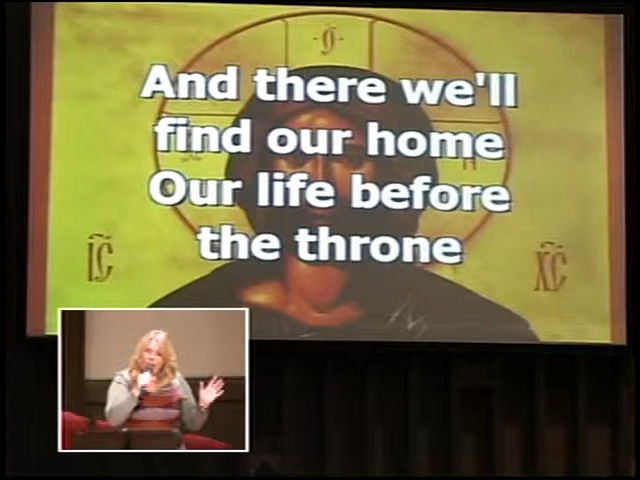 And there we'll
find our home
Our life before
the throne
IC
XC